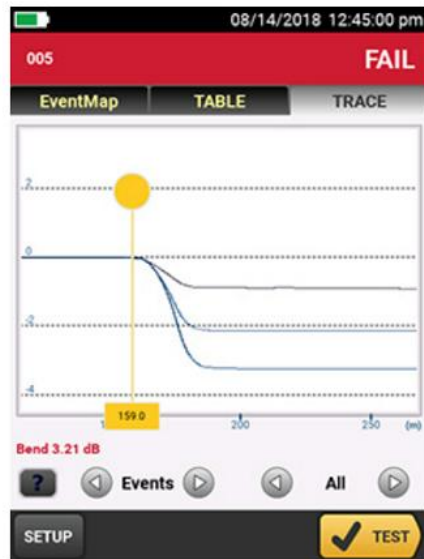 08/14/2018 12:45:00 pm
005 FAIL
EventMap TABLE TRACE
2
0
-2
-4
159.0
200 250 (m)
Bend 3.21 dB
? Events All
SETUP TEST